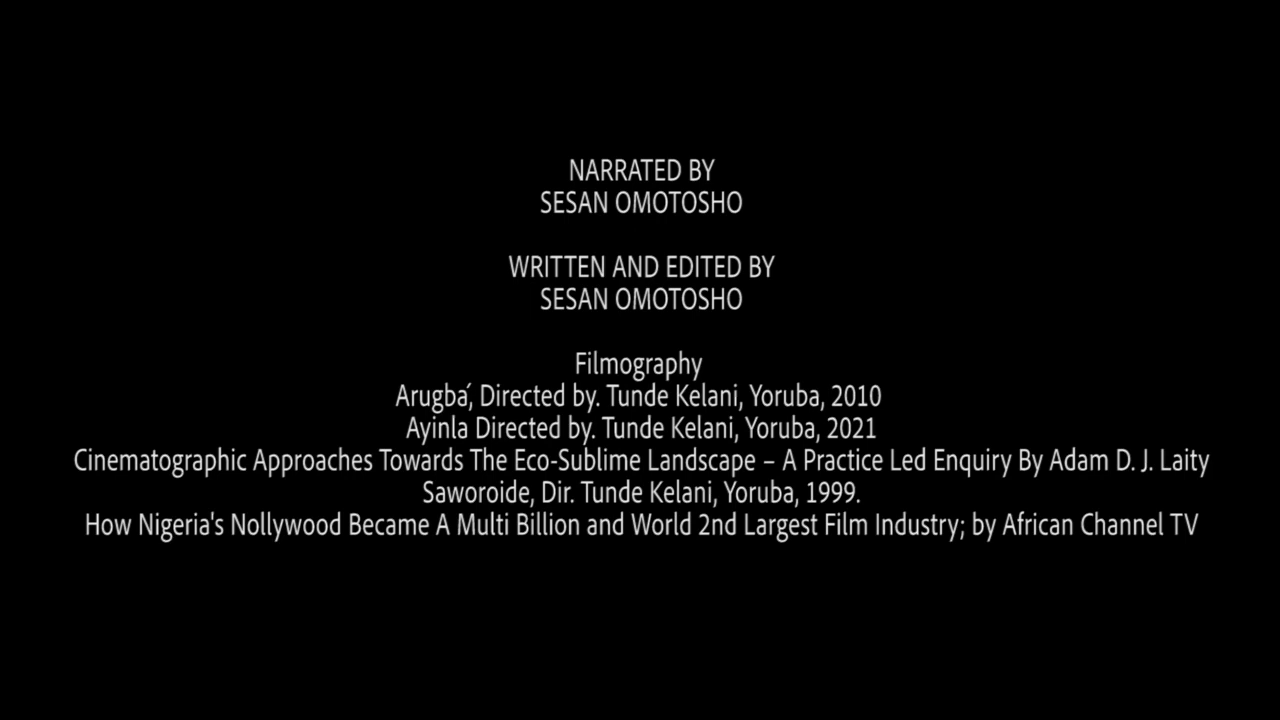 NARRATED BY
SESAN OMOTOSHO
WRITTEN AND EDITED BY
SESAN OMOTOSHO
Filmography
Arugbá, Directed by. Tunde Kelani, Yoruba, 2010
Ayinla Directed by. Tunde Kelani, Yoruba, 2021
Cinematographic Approaches Towards The Eco-Sublime Landscape – A Practice Led Enquiry By Adam D. J. Laity
Saworoide, Dir. Tunde Kelani, Yoruba, 1999.
How Nigeria's Nollywood Became A Multi Billion and World 2nd Largest Film Industry; by African Channel TV